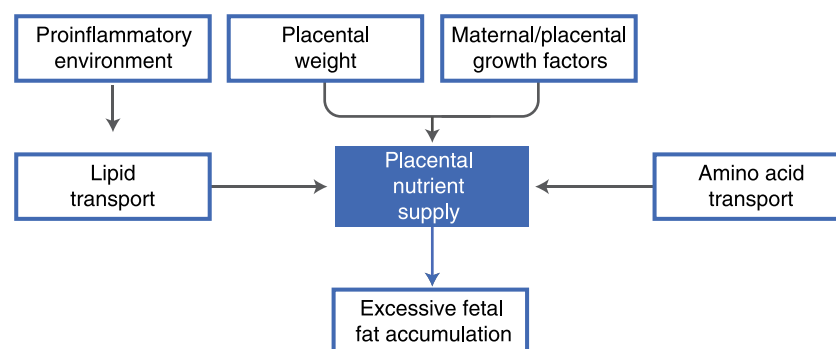 Proinflammatory
environment
Placental
weight
Maternal/placental
growth factors
Lipid
transport
Placental
nutrient
supply
Amino acid
transport
Excessive fetal
fat accumulation